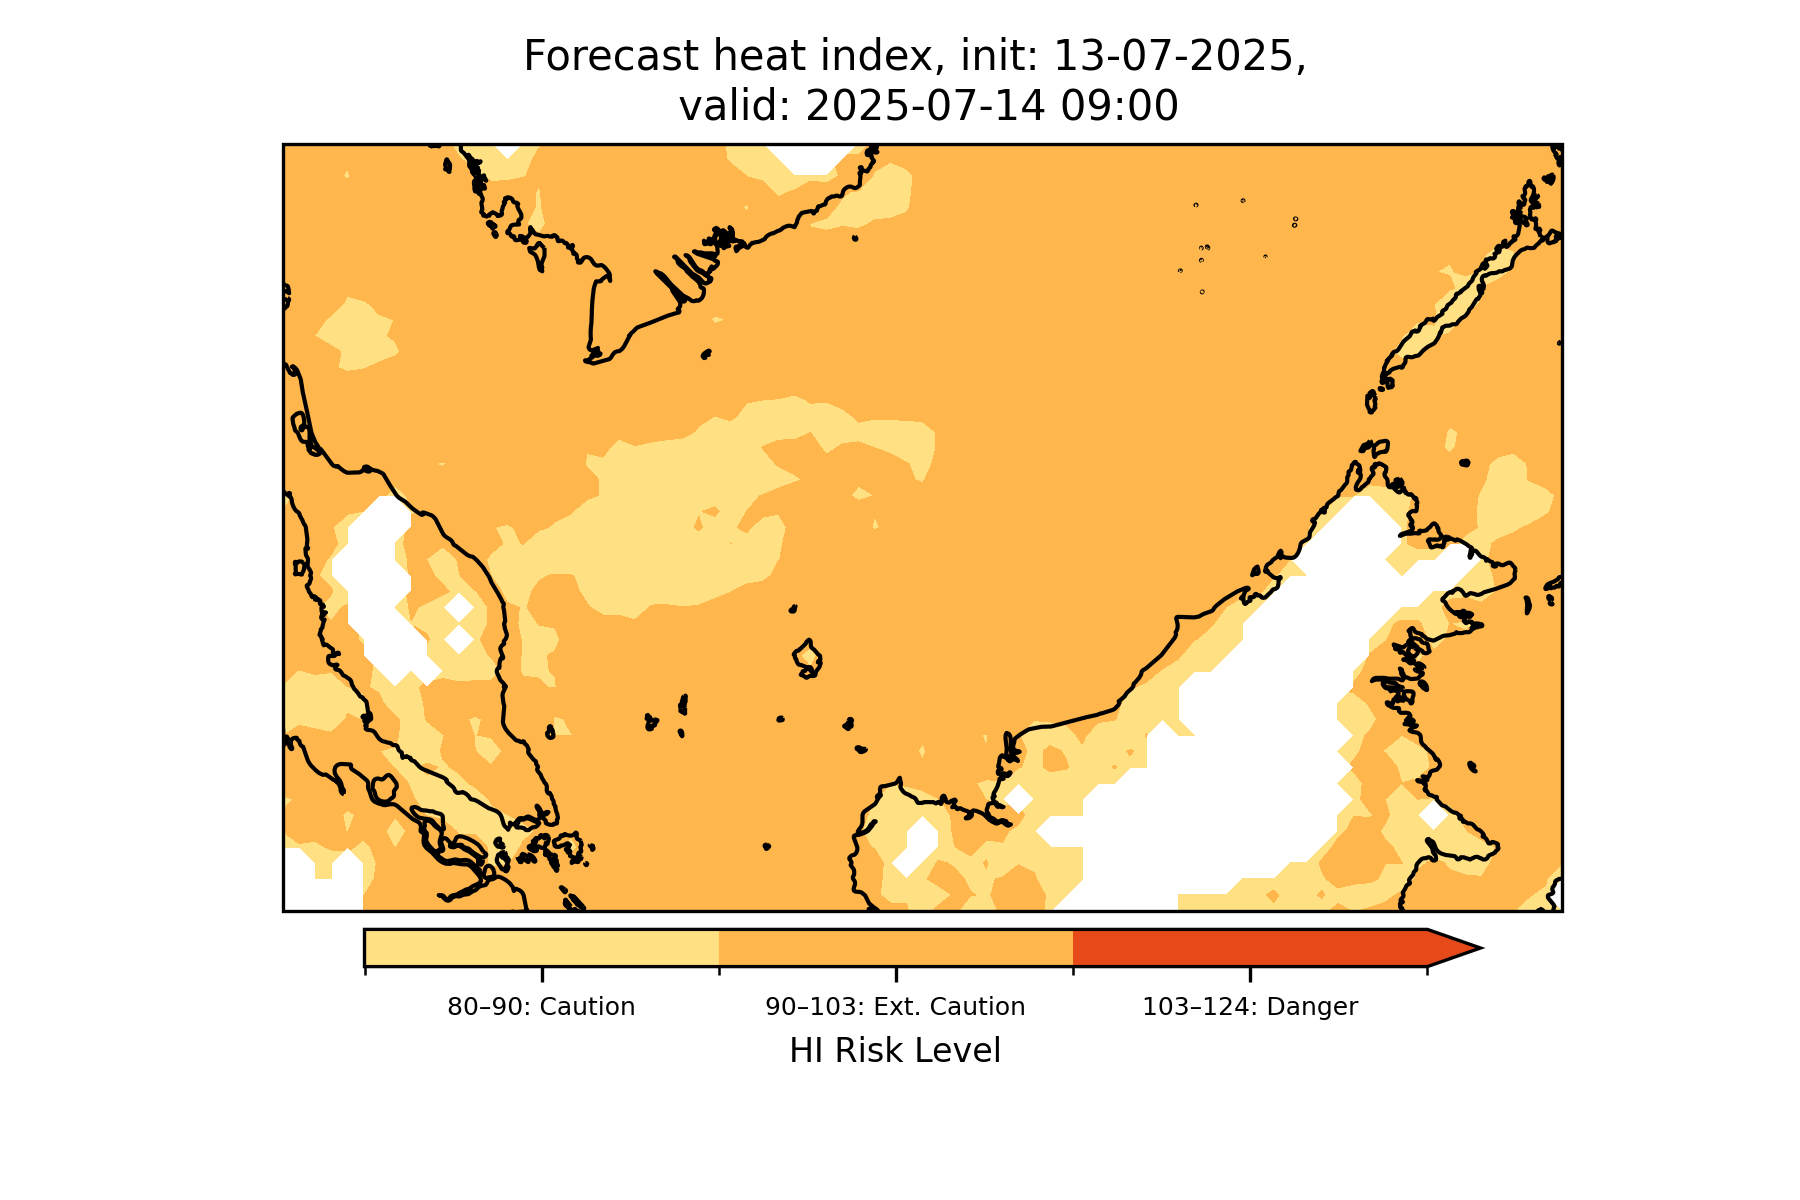 Forecast heat index, init: 13-07-2025,
valid: 2025-07-14 09:00
80–90: Caution
90–103: Ext. Caution
103–124: Danger
HI Risk Level